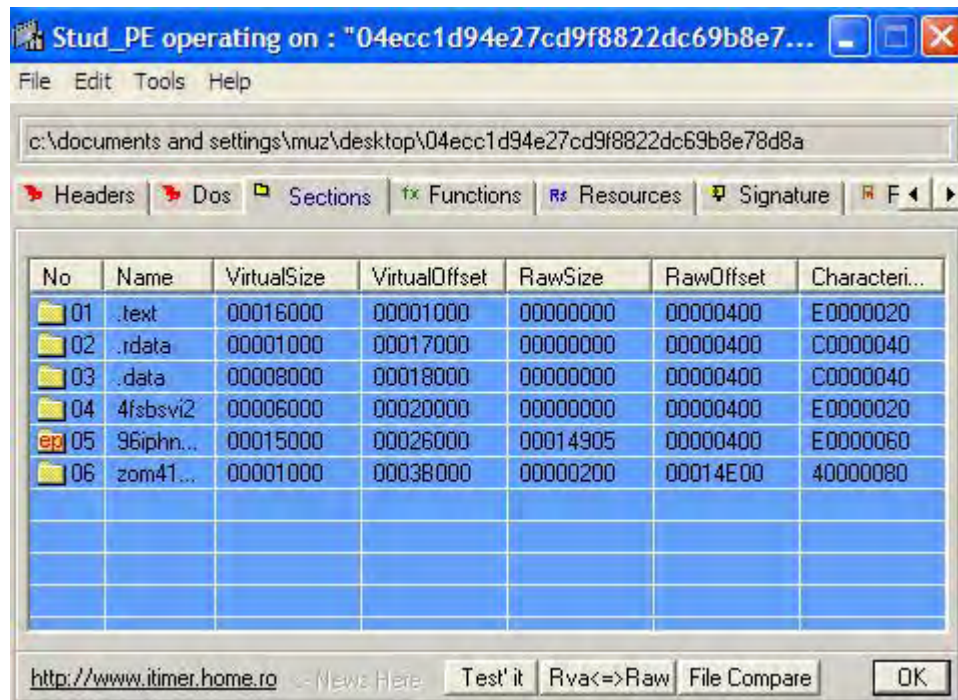 Stud_PE operating on : "04ecc1d94e27cd9f8822dc69b8e7...
File Edit Tools Help
c:\documents and settings\muz\desktop\04ecc1d94e27cd9f8822dc69b8e78d8a
Headers Dos Sections fx Functions Rs Resources Signature F
No Name VirtualSize VirtualOffset RawSize RawOffset Characteri...
01 .text 00016000 00001000 00000000 00000400 E0000020
02 .rdata 00001000 00017000 00000000 00000400 C0000040
03 .data 00008000 00018000 00000000 00000400 C0000040
04 4fsbsvi2 00006000 00020000 00000000 00000400 E0000020
ep 05 96iphn... 00015000 00026000 00014905 00000400 E0000060
06 zom41... 00001000 0003B000 00000200 00014E00 40000080
http://www.itimer.home.ro <- News Here Test' it Rva<=>Raw File Compare OK